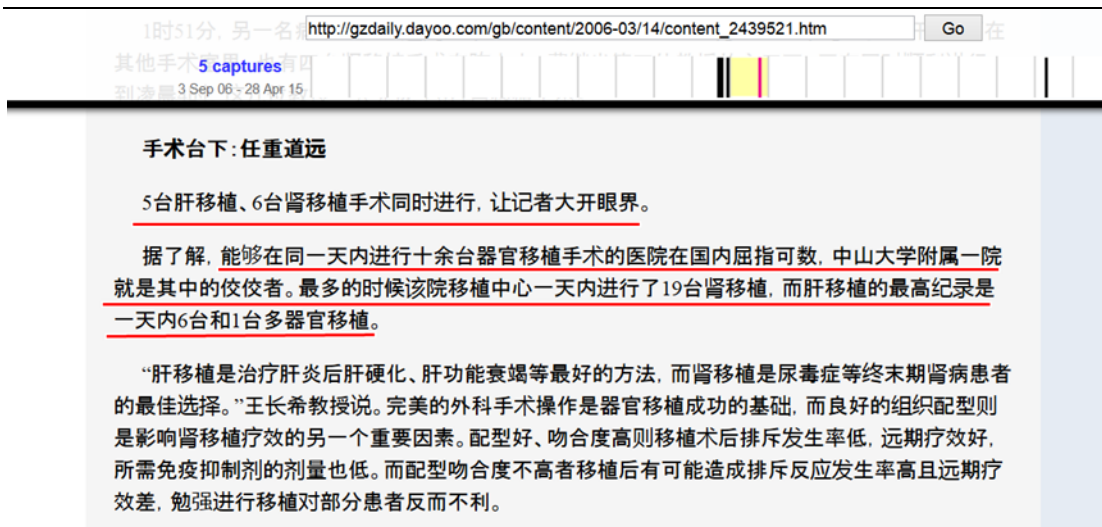 1时51分，另一名
http://gzdaily.dayoo.com/gb/content/2006-03/14/content_2439521.htm
Go
在
其他手术
5 captures
3 Sep 06 - 28 Apr 15
手术台下：任重道远
5台肝移植、6台肾移植手术同时进行，让记者大开眼界。
据了解，能够在同一天内进行十余台器官移植手术的医院在国内屈指可数，中山大学附属一院
就是其中的佼佼者。最多的时候该院移植中心一天内进行了19台肾移植，而肝移植的最高纪录是
一天内6台和1台多器官移植。
“肝移植是治疗肝炎后肝硬化、肝功能衰竭等最好的方法，而肾移植是尿毒症等终末期肾病患者
的最佳选择。”王长希教授说。完美的外科手术操作是器官移植成功的基础，而良好的组织配型则
是影响肾移植疗效的另一个重要因素。配型好、吻合度高则移植术后排斥发生率低，远期疗效好，
所需免疫抑制剂的剂量也低。而配型吻合度不高者移植后有可能造成排斥反应发生率高且远期疗
效差，勉强进行移植对部分患者反而不利。